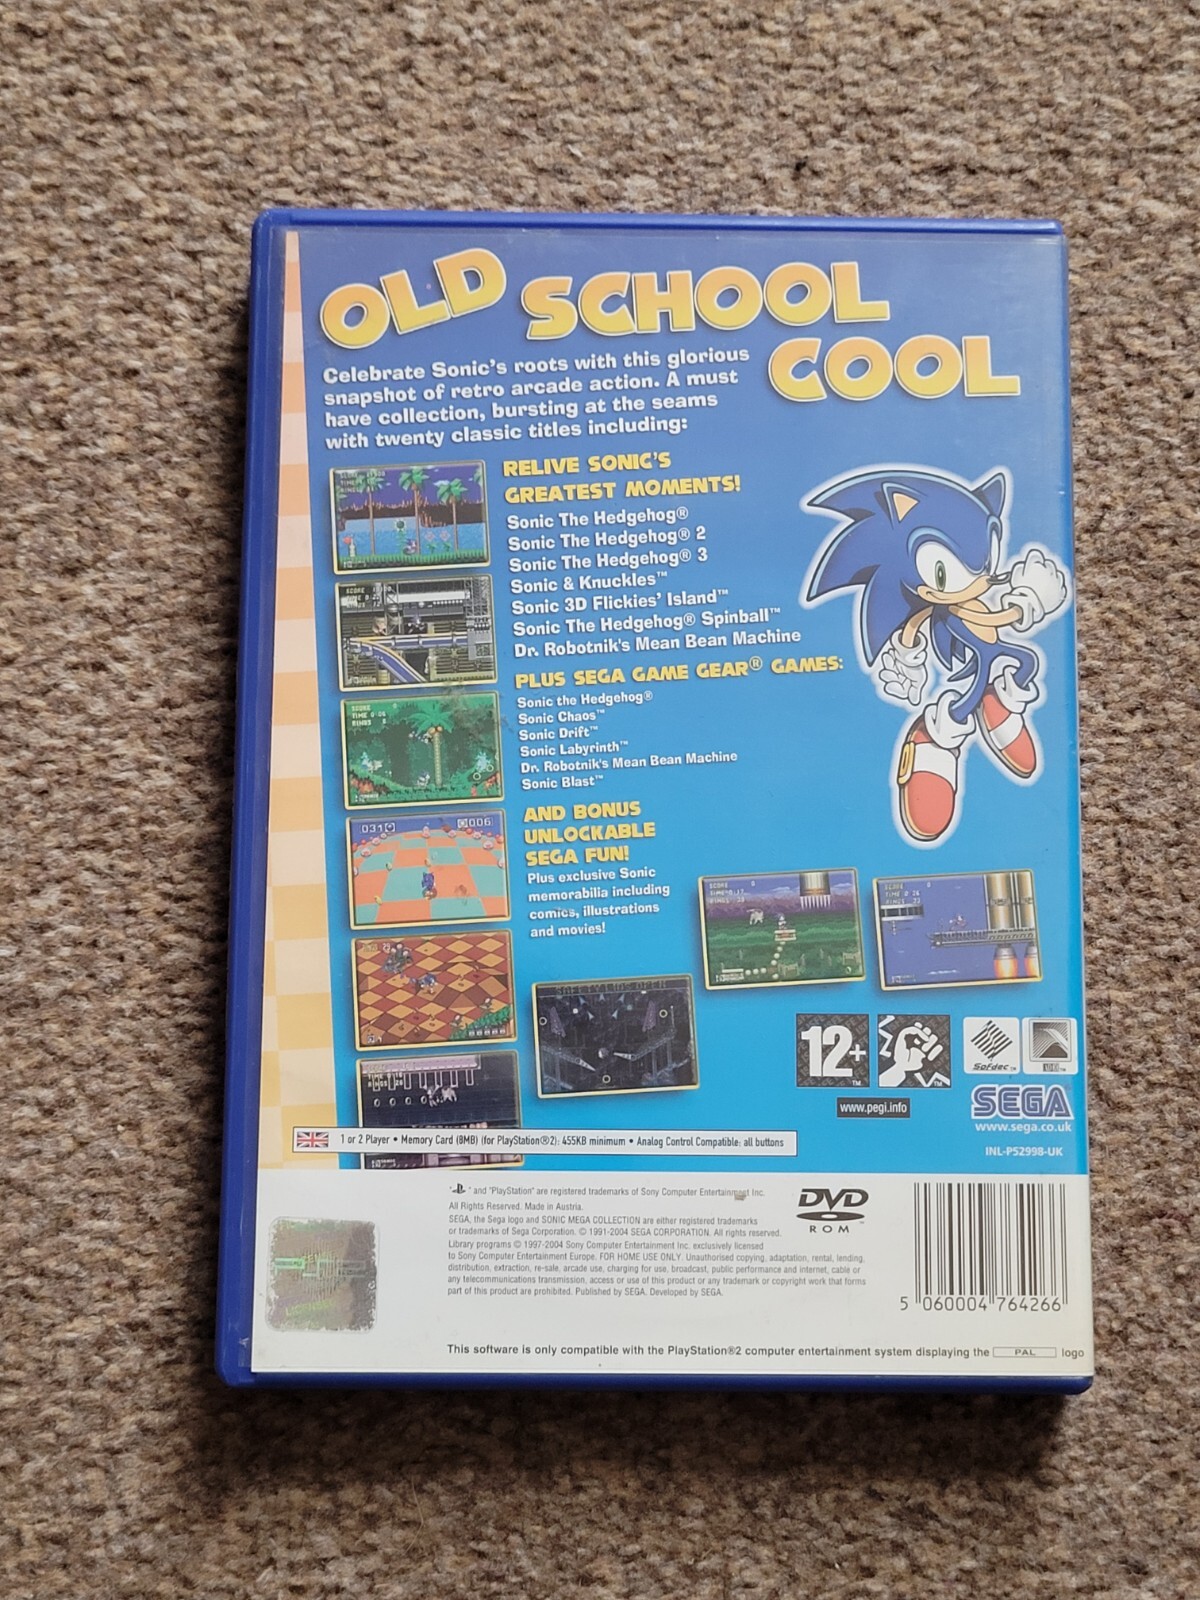 OLD SCHOOL
COOL
Celebrate Sonic's roots with this glorious
snapshot of retro arcade action. A must
have collection, bursting at the seams
with twenty classic titles including:
RELIVE SONIC'S
GREATEST MOMENTS!
Sonic The Hedgehog®
Sonic The Hedgehog® 2
Sonic The Hedgehog® 3
Sonic & Knuckles™
Sonic 3D Flickies' Island™
Sonic The Hedgehog® Spinball™
Dr. Robotnik's Mean Bean Machine
PLUS SEGA GAME GEAR® GAMES:
Sonic the Hedgehog®
Sonic Chaos™
Sonic Drift™
Sonic Labyrinth™
Dr. Robotnik's Mean Bean Machine
Sonic Blast™
AND BONUS
UNLOCKABLE
SEGA FUN!
Plus exclusive Sonic
memorabilia including
comics, illustrations
and movies!
12+™
™
www.pegi.info
Sofdec™
SEGA
www.sega.co.uk
INL-P52998-UK
1 or 2 Player • Memory Card (8MB) (for PlayStation®2): 455KB minimum • Analog Control Compatible: all buttons
" " and "PlayStation" are registered trademarks of Sony Computer Entertainment Inc.
All Rights Reserved. Made in Austria.
SEGA, the Sega logo and SONIC MEGA COLLECTION are either registered trademarks
or trademarks of Sega Corporation. © 1991-2004 SEGA CORPORATION. All rights reserved.
Library programs © 1997-2004 Sony Computer Entertainment Inc. exclusively licensed
to Sony Computer Entertainment Europe. FOR HOME USE ONLY. Unauthorised copying, adaptation, rental, lending,
distribution, extraction, re-sale, arcade use, charging for use, broadcast, public performance and internet, cable or
any telecommunications transmission, access or use of this product or any trademark or copyright work that forms
part of this product are prohibited. Published by SEGA. Developed by SEGA.
DVD
ROM
5 060004 764266
This software is only compatible with the PlayStation®2 computer entertainment system displaying the PAL logo